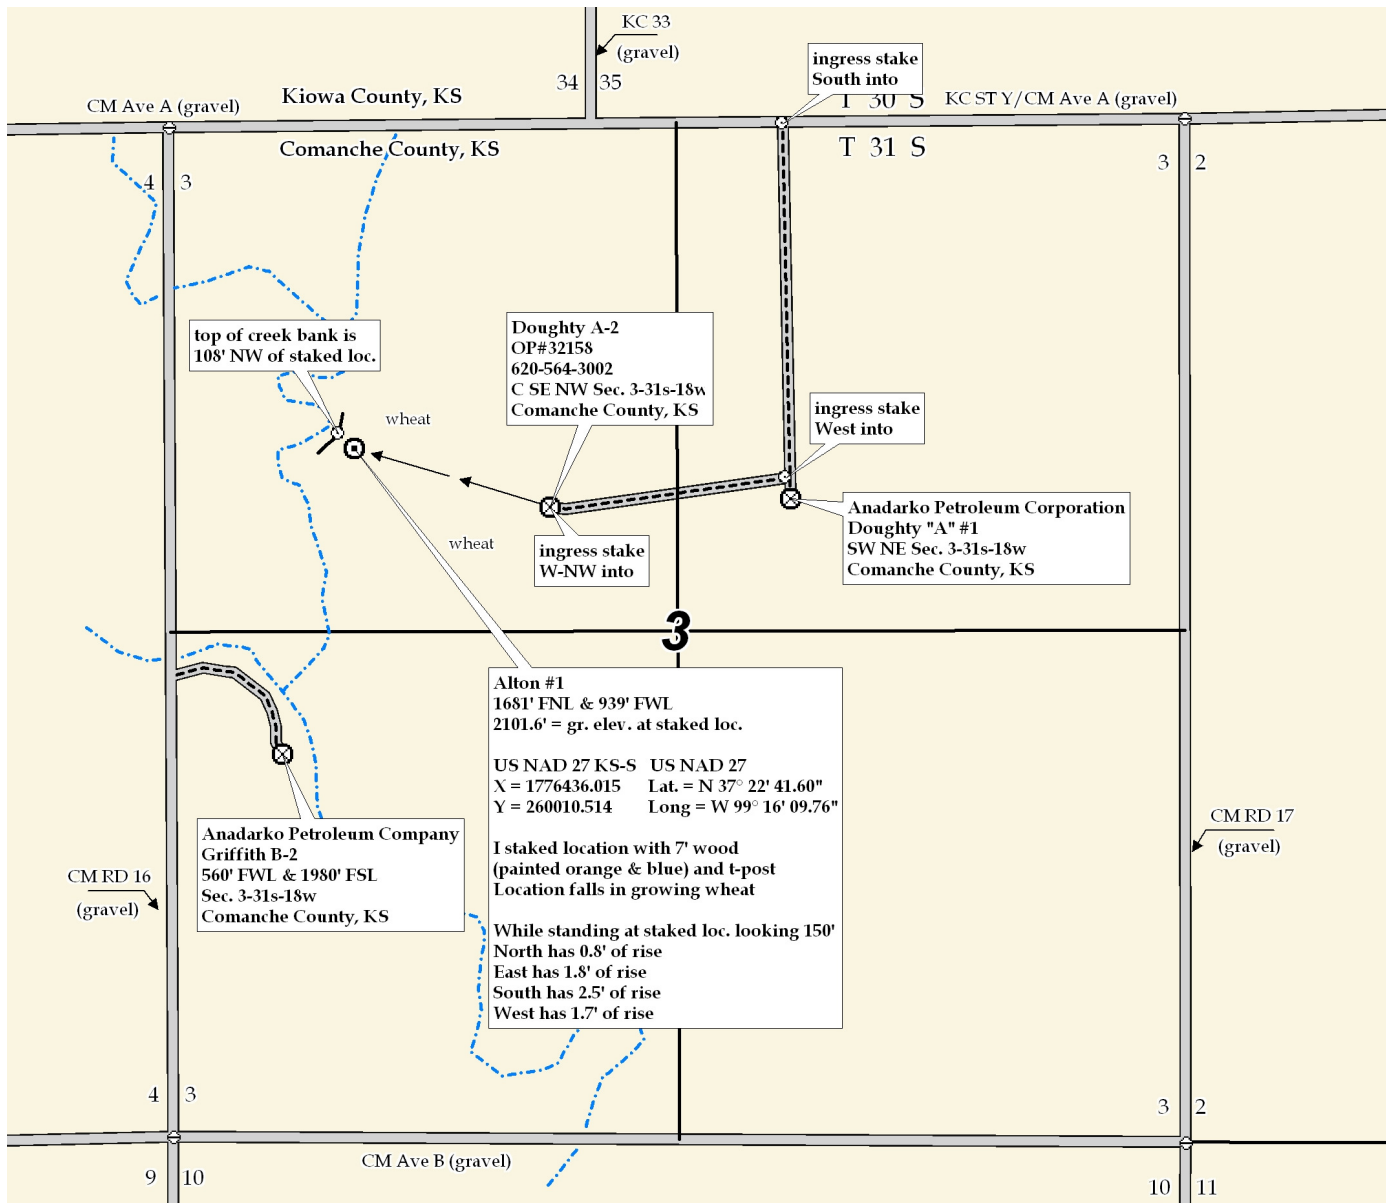 KC 33
(gravel)
34 35
ingress stake
South into
CM Ave A (gravel)
Kiowa County, KS
T 30 S
KC ST Y/CM Ave A (gravel)
Comanche County, KS
T 31 S
4 3
3 2
top of creek bank is
108' NW of staked loc.
wheat
Doughty A-2
OP#32158
620-564-3002
C SE NW Sec. 3-31s-18w
Comanche County, KS
ingress stake
West into
Anadarko Petroleum Corporation
Doughty "A" #1
SW NE Sec. 3-31s-18w
Comanche County, KS
wheat
ingress stake
W-NW into
3
Alton #1
1681' FNL & 939' FWL
2101.6' = gr. elev. at staked loc.
US NAD 27 KS-S US NAD 27
X = 1776436.015 Lat. = N 37° 22' 41.60"
Y = 260010.514 Long = W 99° 16' 09.76"
I staked location with 7' wood
(painted orange & blue) and t-post
Location falls in growing wheat
While standing at staked loc. looking 150'
North has 0.8' of rise
East has 1.8' of rise
South has 2.5' of rise
West has 1.7' of rise
Anadarko Petroleum Company
Griffith B-2
560' FWL & 1980' FSL
Sec. 3-31s-18w
Comanche County, KS
CM RD 16
(gravel)
CM RD 17
(gravel)
4 3
3 2
CM Ave B (gravel)
9 10
10 11